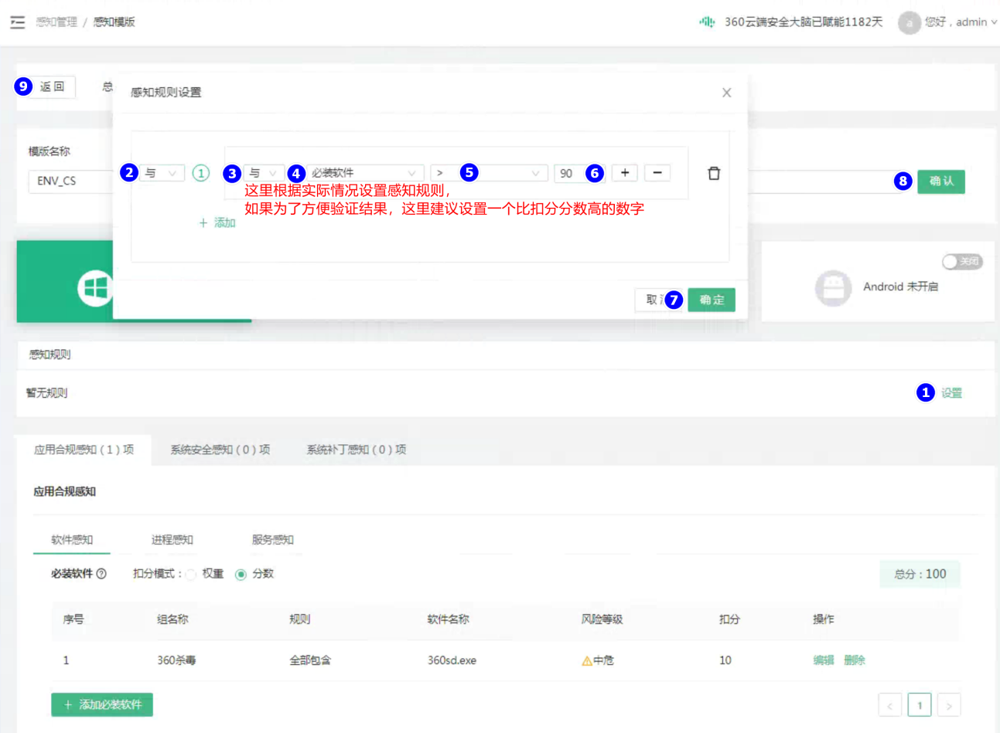 感知管理 / 感知模版
360云端安全大脑已赋能1182天
a
您好，admin
9 返 回
总
感知规则设置 X
模版名称
2 与 1 3 与 4 必装软件 > 5 90 6 + −
ENV_CS
8 确 认
这里根据实际情况设置感知规则，
如果为了方便验证结果，这里建议设置一个比扣分分数高的数字
+ 添加
关闭
Android 未开启
取 7 确 定
感知规则
暂无规则 1 设置
应用合规感知 ( 1 ) 项 系统安全感知 ( 0 ) 项 系统补丁感知 ( 0 ) 项
应用合规感知
软件感知 进程感知 服务感知
必装软件 ? 扣分模式： 权重 分数 总分：100
序号 组名称 规则 软件名称 风险等级 扣分 操作
1 360杀毒 全部包含 360sd.exe 中危 10 编辑 删除
+ 添加必装软件 < 1 >